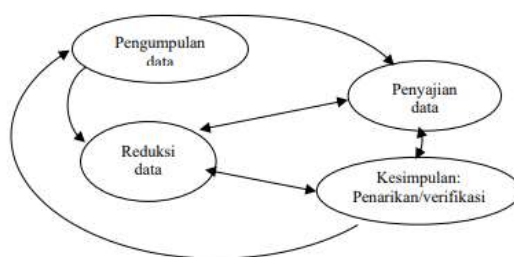 Pengumpulan
data
Penyajian
data
Reduksi
data
Kesimpulan:
Penarikan/verifikasi